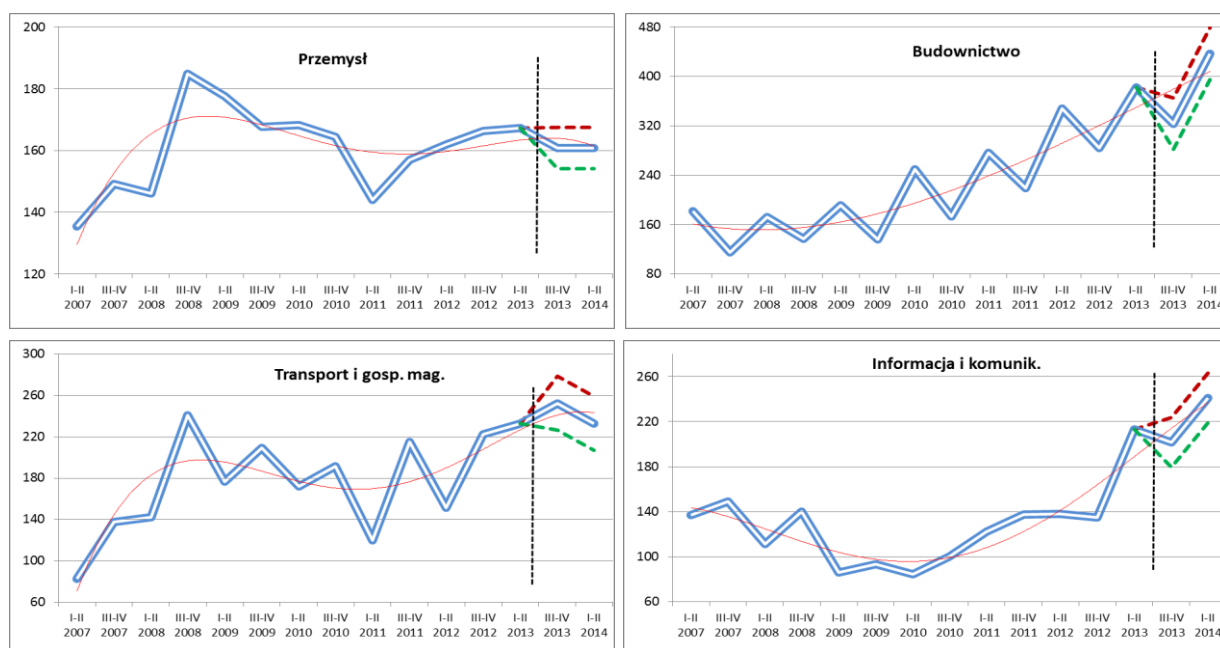 Przemysł
200
180
160
140
120
I-II III-IV I-II III-IV I-II III-IV I-II III-IV I-II III-IV I-II III-IV I-II III-IV I-II
2007 2007 2008 2008 2009 2009 2010 2010 2011 2011 2012 2012 2013 2013 2014
Budownictwo
480
400
320
240
160
80
I-II III-IV I-II III-IV I-II III-IV I-II III-IV I-II III-IV I-II III-IV I-II III-IV I-II
2007 2007 2008 2008 2009 2009 2010 2010 2011 2011 2012 2012 2013 2013 2014
Transport i gosp. mag.
300
260
220
180
140
100
60
I-II III-IV I-II III-IV I-II III-IV I-II III-IV I-II III-IV I-II III-IV I-II III-IV I-II
2007 2007 2008 2008 2009 2009 2010 2010 2011 2011 2012 2012 2013 2013 2014
Informacja i komunik.
260
220
180
140
100
60
I-II III-IV I-II III-IV I-II III-IV I-II III-IV I-II III-IV I-II III-IV I-II III-IV I-II
2007 2007 2008 2008 2009 2009 2010 2010 2011 2011 2012 2012 2013 2013 2014